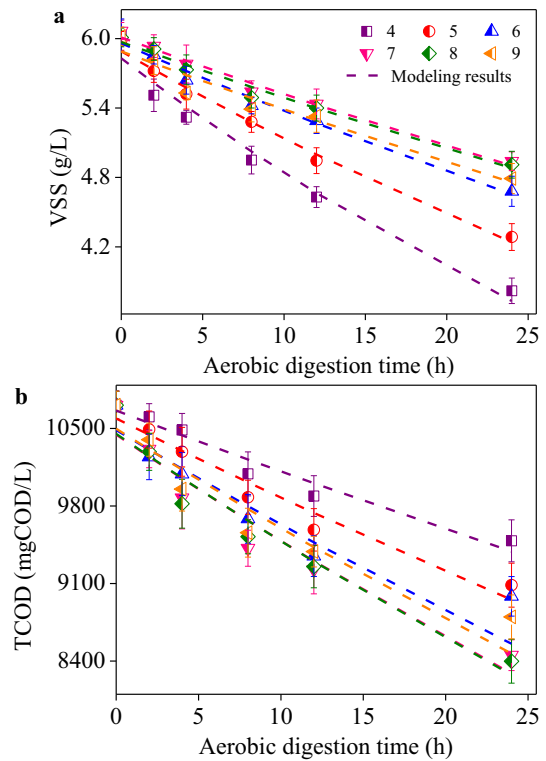 a
4 5 6
7 8 9
Modeling results
6.0
5.4
4.8
4.2
VSS (g/L)
0 5 10 15 20 25
Aerobic digestion time (h)
b
10500
9800
9100
8400
TCOD (mgCOD/L)
0 5 10 15 20 25
Aerobic digestion time (h)